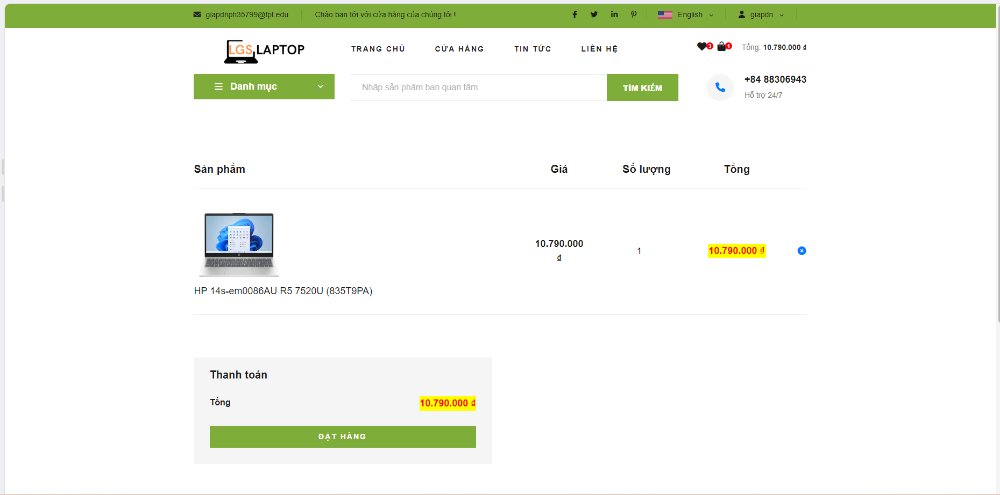 giapdnph35799@fpt.edu
Chào bạn tới với cửa hàng của chúng tôi !
English
giapdn
LGS LAPTOP
TRANG CHỦ
CỬA HÀNG
TIN TỨC
LIÊN HỆ
3
1
Tổng: 10.790.000 ₫
Danh mục
Nhập sản phẩm bạn quan tâm
TÌM KIẾM
+84 88306943
Hỗ trợ 24/7
Sản phẩm
Giá
Số lượng
Tổng
10.790.000
₫
1
10.790.000 ₫
HP 14s-em0086AU R5 7520U (835T9PA)
Thanh toán
Tổng
10.790.000 ₫
ĐẶT HÀNG